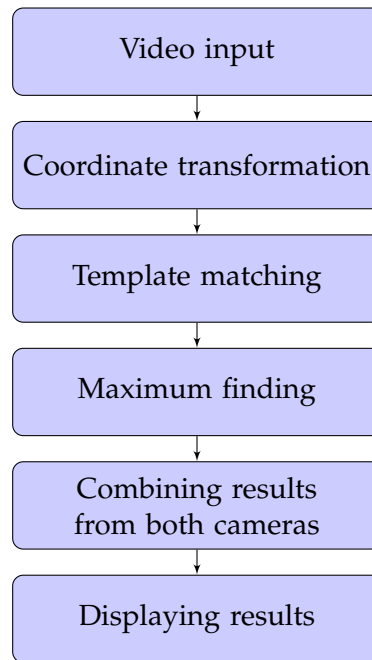 Video input
Coordinate transformation
Template matching
Maximum finding
Combining results
from both cameras
Displaying results